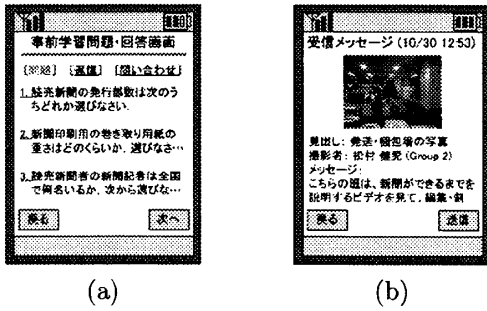 事前学習問題・回答画面
[問題] [返信] [問い合わせ]
1. 読売新聞の発行部数は次のう
ちどれか選びなさい.
2. 新聞印刷用の巻き取り用紙の
重さはどのくらいか, 選びなさ…
3. 読売新聞者の新聞記者は全国
で何名いるか, 次から選びな…
戻る 次へ
(a)
受信メッセージ (10/30 12:53)
見出し: 発送・梱包場の写真
撮影者: 松村 健児 (Group 2)
メッセージ:
こちらの班は, 新聞ができるまでを
説明するビデオを見て, 編集・制
戻る 送信
(b)